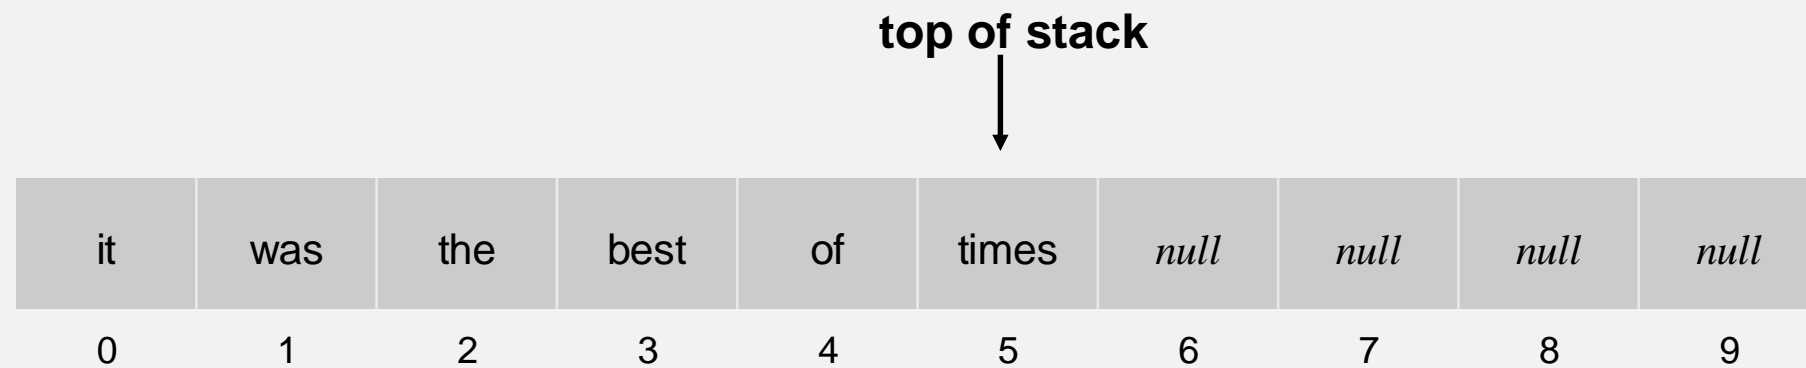 top of stack
it was the best of times null null null null
0 1 2 3 4 5 6 7 8 9